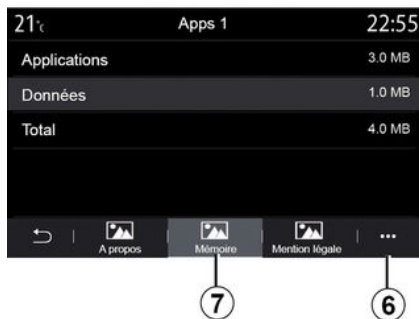 21°c Apps 1 22:55
Applications 3.0 MB
Données 1.0 MB
Total 4.0 MB
A propos Mémoire Mention légale ...
7 6